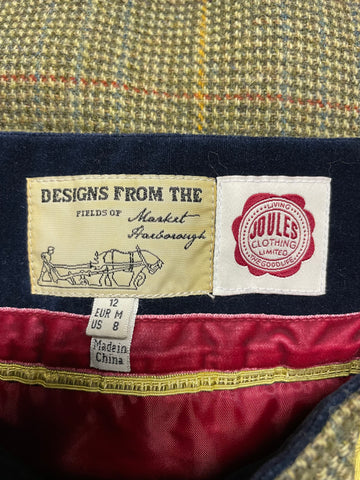 DESIGNS FROM THE
FIELDS OF Market
Harborough
LIVING
JOULES
CLOTHING
LIMITED
THE GOOD LIFE
12
EUR M
US 8
Made in
China